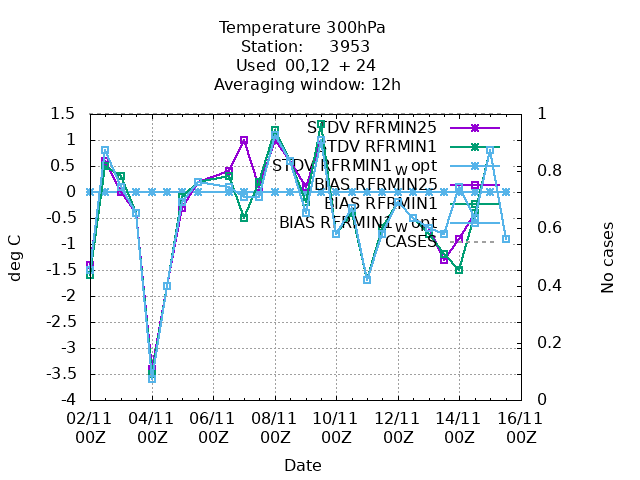 Temperature 300hPa
Station: 3953
Used 00,12 + 24
Averaging window: 12h
1.5
1
0.5
0
-0.5
-1
-1.5
-2
-2.5
-3
-3.5
-4
deg C
STDV RFRMIN25
STDV RFRMIN1
STDV RFRMIN1wopt
BIAS RFRMIN25
BIAS RFRMIN1
BIAS RFRMIN1wopt
CASES
1
0.8
0.6
0.4
0.2
0
No cases
02/11 04/11 06/11 08/11 10/11 12/11 14/11 16/11
00Z 00Z 00Z 00Z 00Z 00Z 00Z 00Z
Date